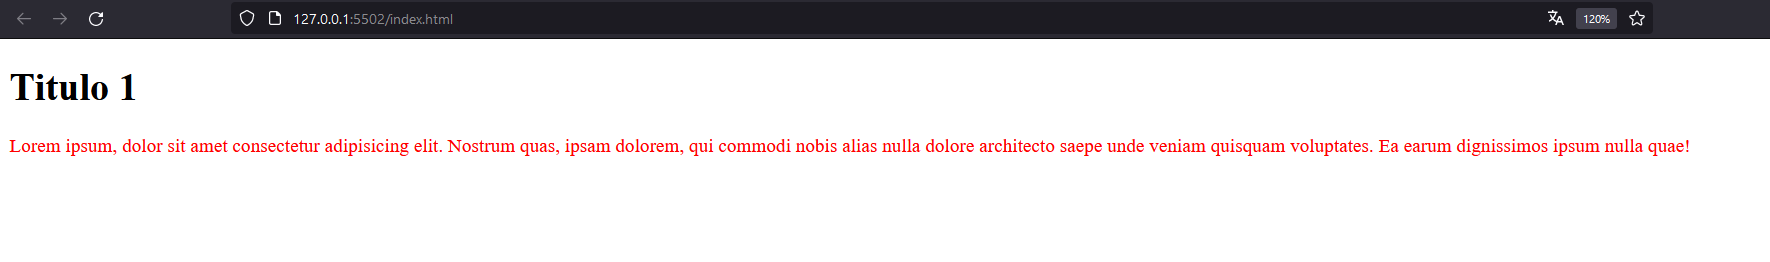 127.0.0.1:5502/index.html 120%
Titulo 1
Lorem ipsum, dolor sit amet consectetur adipisicing elit. Nostrum quas, ipsam dolorem, qui commodi nobis alias nulla dolore architecto saepe unde veniam quisquam voluptates. Ea earum dignissimos ipsum nulla quae!